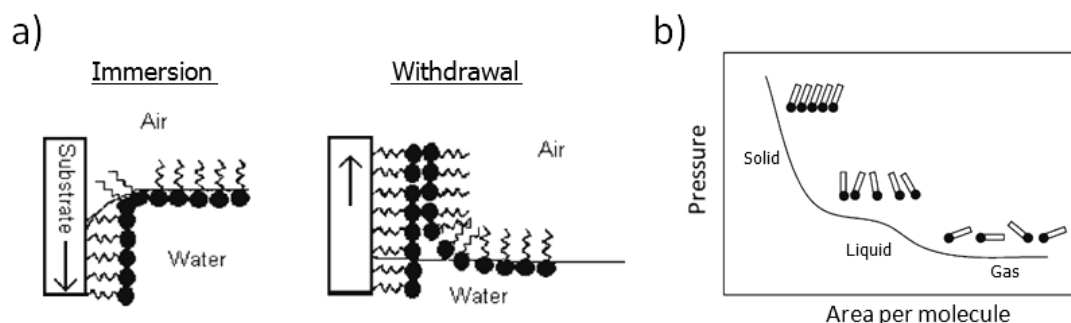 a)
Immersion
Withdrawal
Air
Substrate
Water
Air
Water
b)
Pressure
Solid
Liquid
Gas
Area per molecule